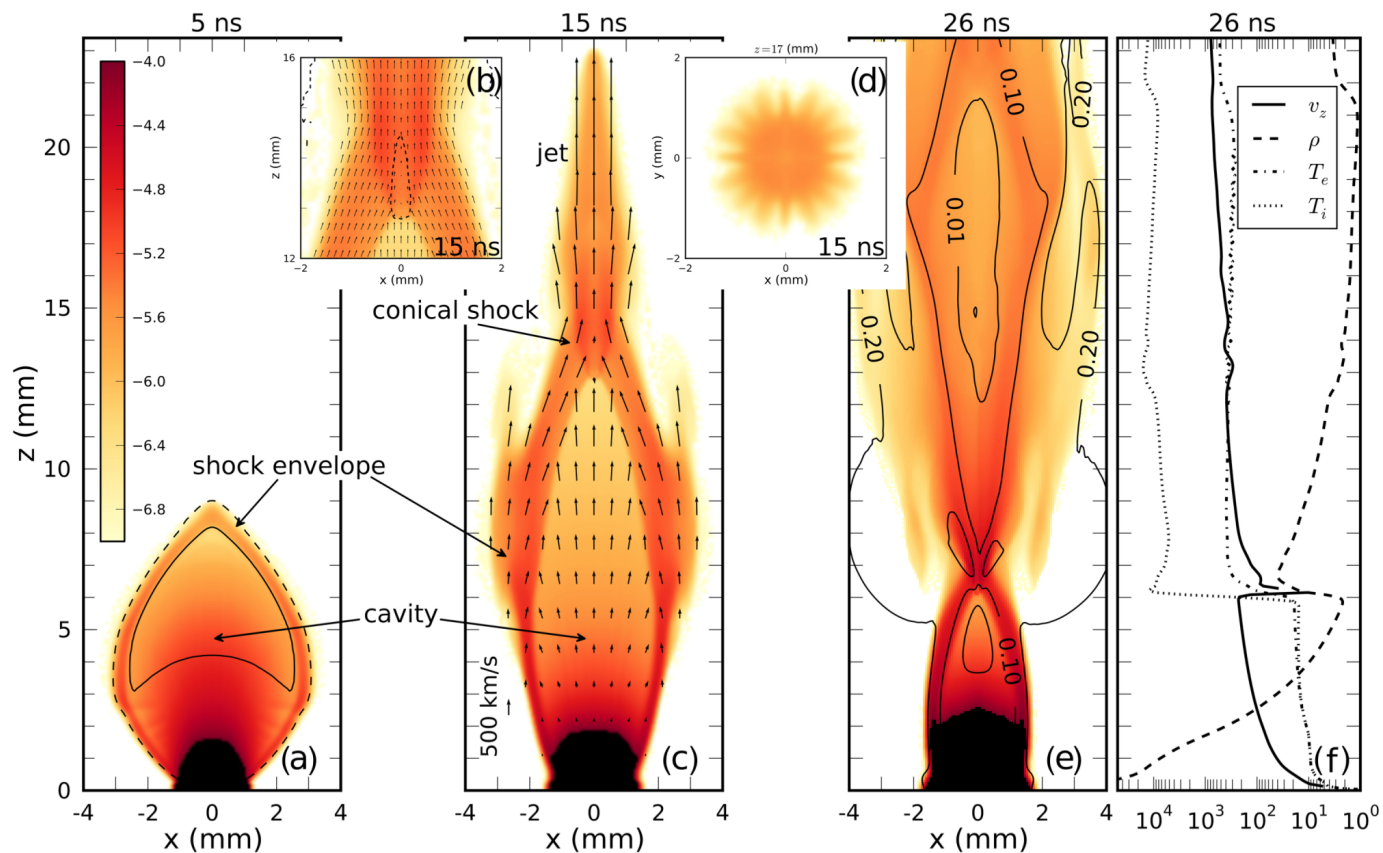 5 ns
15 ns
26 ns
26 ns
-4.0
-4.4
-4.8
-5.2
-5.6
-6.0
-6.4
-6.8
20
15
10
5
0
z (mm)
-4
-2
0
2
4
x (mm)
(a)
shock envelope
cavity
16
12
z (mm)
−2
0
2
x (mm)
(b)
15 ns
jet
conical shock
500 km/s
(c)
-4
-2
0
2
4
x (mm)
z=17 (mm)
(d)
2
0
−2
y (mm)
−2
0
2
x (mm)
15 ns
0.10
0.20
0.01
0.20
0.20
0.10
(e)
-4
-2
0
2
4
x (mm)
v_z
ρ
T_e
T_i
(f)
10^4
10^3
10^2
10^1
10^0